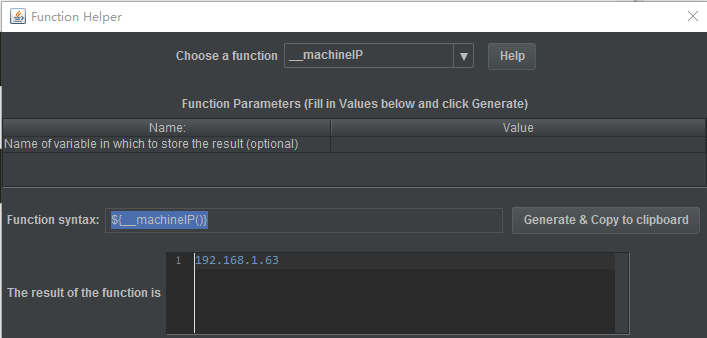 Function Helper
Choose a function __machineIP Help
Function Parameters (Fill in Values below and click Generate)
Name: Value
Name of variable in which to store the result (optional)
Function syntax: ${__machineIP()} Generate & Copy to clipboard
1 192.168.1.63
The result of the function is